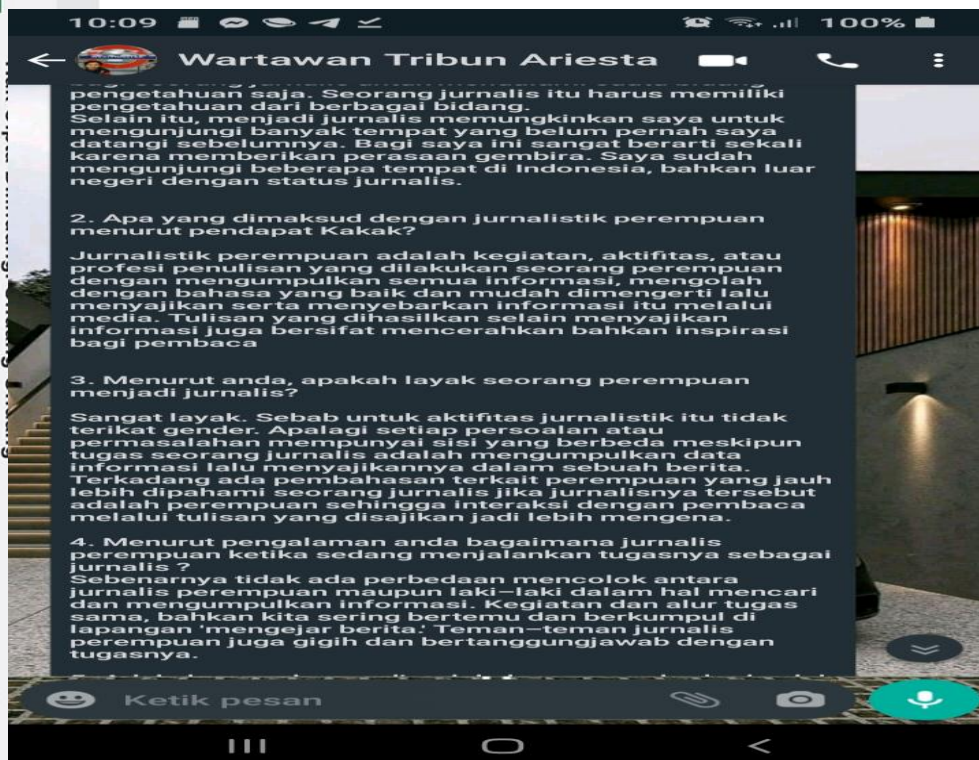 10:09
100%
Wartawan Tribun Ariesta
pengetahuan saja. Seorang jurnalis itu harus memiliki
pengetahuan dari berbagai bidang.
Selain itu, menjadi jurnalis memungkinkan saya untuk
mengunjungi banyak tempat yang belum pernah saya
datangi sebelumnya. Bagi saya ini sangat berarti sekali
karena memberikan perasaan gembira. Saya sudah
mengunjungi beberapa tempat di Indonesia, bahkan luar
negeri dengan status jurnalis.
2. Apa yang dimaksud dengan jurnalistik perempuan
menurut pendapat Kakak?
Jurnalistik perempuan adalah kegiatan, aktifitas, atau
profesi penulisan yang dilakukan seorang perempuan
dengan mengumpulkan semua informasi, mengolah
dengan bahasa yang baik dan mudah dimengerti lalu
menyajikan serta menyebarkan nformasi itu melalui
media. Tulisan yang dihasilkan selain menyajikan
informasi juga bersifat mencerahkan bahkan inspirasi
bagi pembaca
3. Menurut anda, apakah layak seorang perempuan
menjadi jurnalis?
Sangat layak. Sebab untuk aktifitas jurnalistik itu tidak
terikat gender. Apalagi setiap persoalan atau
permasalahan mempunyai sisi yang berbeda meskipun
tugas seorang jurnalis adalah mengumpulkan data
informasi lalu menyajikannya dalam sebuah berita.
Terkadang ada pembahasan terkait perempuan yang jauh
lebih dipahami seorang jurnalis jika jurnalisnya tersebut
adalah perempuan sehingga interaksi dengan pembaca
melalui tulisan yang disajikan jadi lebih mengena.
4. Menurut pengalaman anda bagaimana jurnalis
perempuan ketika sedang menjalankan tugasnya sebagai
jurnalis ?
Sebenarnya tidak ada perbedaan mencolok antara
jurnalis perempuan maupun laki-laki dalam hal mencari
dan mengumpulkan informasi. Kegiatan dan alur tugas
sama, bahkan kita sering bertemu dan berkumpul di
lapangan 'mengejar berita.' Teman-teman jurnalis
perempuan juga gigih dan bertanggungjawab dengan
tugasnya.
Ketik pesan